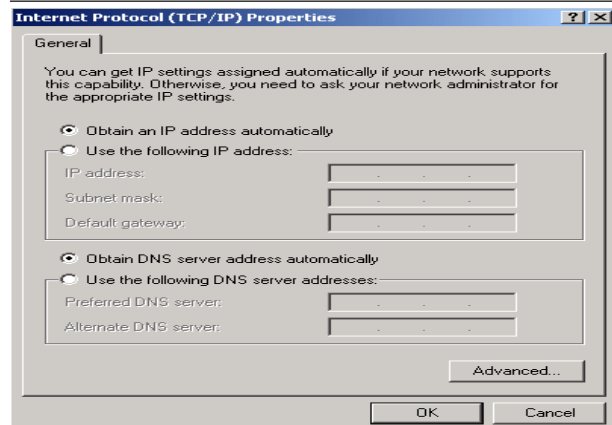 Internet Protocol (TCP/IP) Properties
General
You can get IP settings assigned automatically if your network supports
this capability. Otherwise, you need to ask your network administrator for
the appropriate IP settings.
Obtain an IP address automatically
Use the following IP address:
IP address:
Subnet mask:
Default gateway:
Obtain DNS server address automatically
Use the following DNS server addresses:
Preferred DNS server:
Alternate DNS server:
Advanced...
OK
Cancel